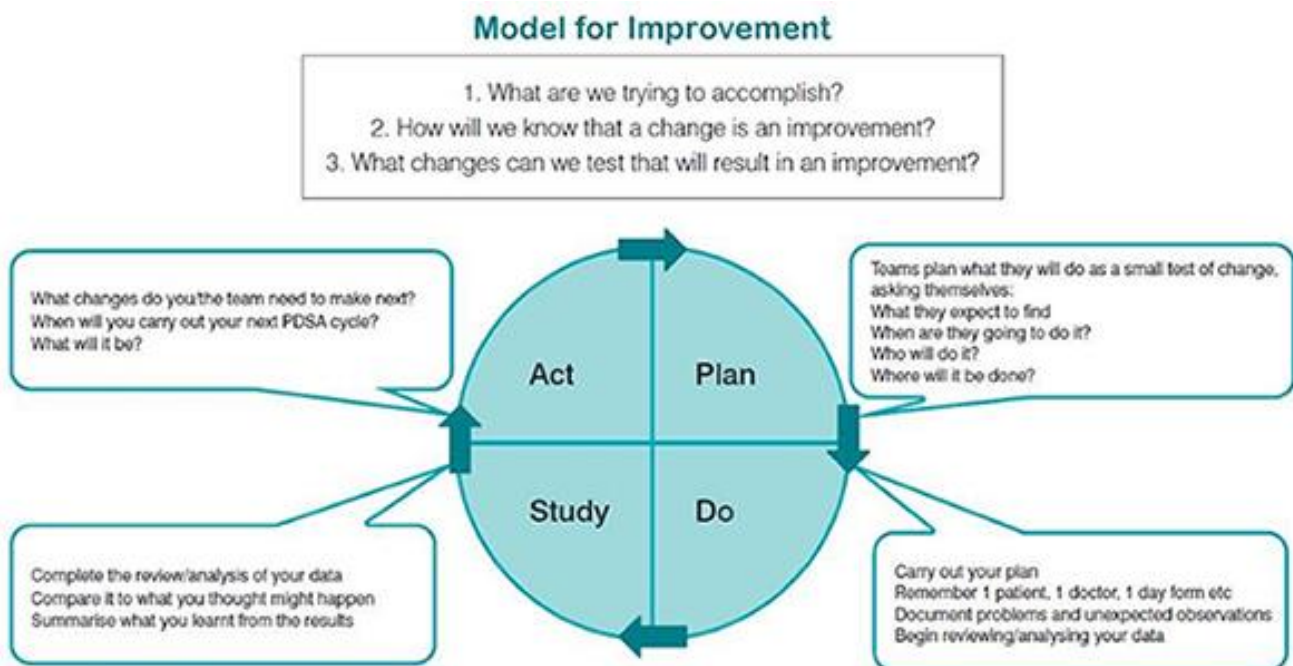 Model for Improvement
1. What are we trying to accomplish?
2. How will we know that a change is an improvement?
3. What changes can we test that will result in an improvement?
What changes do you/the team need to make next?
When will you carry out your next PDSA cycle?
What will it be?
Teams plan what they will do as a small test of change,
asking themselves:
What they expect to find
When are they going to do it?
Who will do it?
Where will it be done?
Act
Plan
Study
Do
Complete the review/analysis of your data
Compare it to what you thought might happen
Summarise what you learnt from the results
Carry out your plan
Remember 1 patient, 1 doctor, 1 day form etc
Document problems and unexpected observations
Begin reviewing/analysing your data